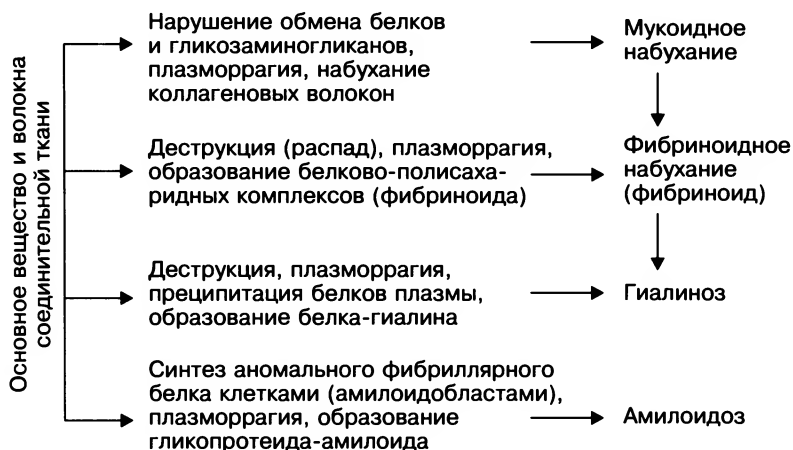 Основное вещество и волокна
соединительной ткани
Нарушение обмена белков
и гликозаминогликанов,
плазморрагия, набухание
коллагеновых волокон
Мукоидное
набухание
Деструкция (распад), плазморрагия,
образование белково-полисаха-
ридных комплексов (фибриноида)
Фибриноидное
набухание
(фибриноид)
Деструкция, плазморрагия,
преципитация белков плазмы,
образование белка-гиалина
Гиалиноз
Синтез аномального фибриллярного
белка клетками (амилоидобластами),
плазморрагия, образование
гликопротеида-амилоида
Амилоидоз